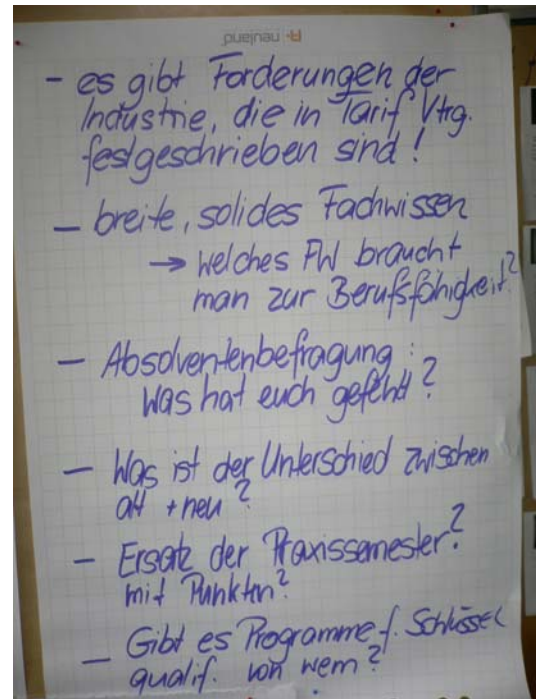 neuland
- es gibt Forderungen der
Industrie, die in Tarif Vtrg.
festgeschrieben sind!
- breite, solides Fachwissen
→ welches FW braucht
man zur Berufsfähigkeit?
- Absolventenbefragung:
Was hat euch gefehlt?
- Was ist der Unterschied zwischen
alt + neu?
- Ersatz der Praxissemester?
mit Punkten?
- Gibt es Programme f. Schlüssel
qualif. von wem?